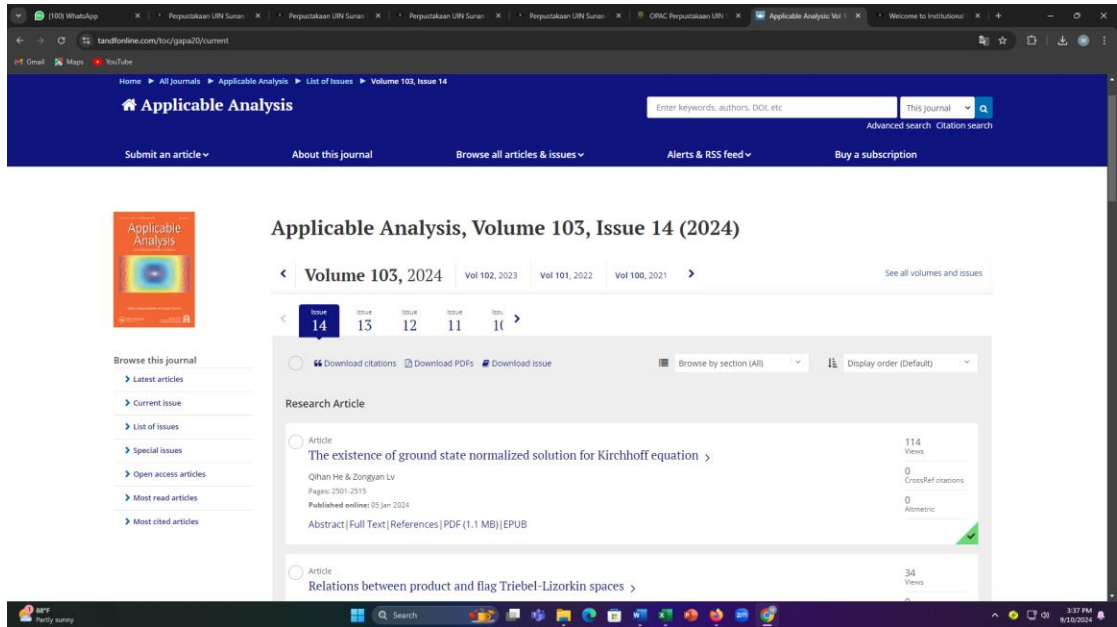 (100) WhatsApp
Perpustakaan UIN Sunan
Perpustakaan UIN Sunan
Perpustakaan UIN Sunan
Perpustakaan UIN Sunan
OPAC Perpustakaan UIN
Applicable Analysis: Vol 1
Welcome to Institutional
tandfonline.com/toc/gapa20/current
Gmail Maps YouTube
Home All Journals Applicable Analysis List of Issues Volume 103, Issue 14
Applicable Analysis
Enter keywords, authors, DOI, etc
This Journal
Advanced search Citation search
Submit an article About this journal Browse all articles & issues Alerts & RSS feed Buy a subscription
Applicable
Analysis
Applicable Analysis, Volume 103, Issue 14 (2024)
Volume 103, 2024 Vol 102, 2023 Vol 101, 2022 Vol 100, 2021 See all volumes and issues
Issue Issue Issue Issue Issu
14 13 12 11 10
Browse this journal
Latest articles
Current issue
List of issues
Special issues
Open access articles
Most read articles
Most cited articles
Download citations Download PDFs Download issue Browse by section (All) Display order (Default)
Research Article
Article
The existence of ground state normalized solution for Kirchhoff equation
Qihan He & Zongyan Lv
Pages: 2501-2515
Published online: 05 Jan 2024
Abstract|Full Text|References|PDF (1.1 MB)|EPUB
114
Views
0
CrossRef citations
0
Altmetric
Article
Relations between product and flag Triebel-Lizorkin spaces
34
Views
88°F
Partly sunny
Search
3:37 PM
9/10/2024